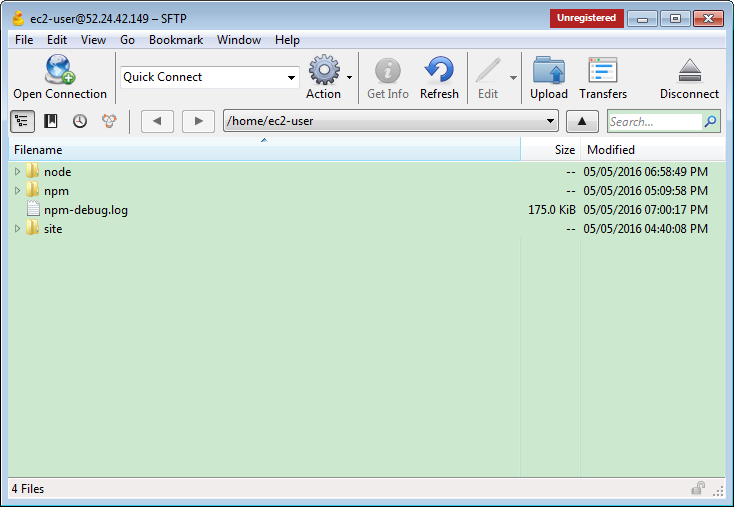 ec2-user@52.24.42.149 – SFTP Unregistered
File Edit View Go Bookmark Window Help
Open Connection Quick Connect Action Get Info Refresh Edit Upload Transfers Disconnect
/home/ec2-user Search...
Filename Size Modified
node -- 05/05/2016 06:58:49 PM
npm -- 05/05/2016 05:09:58 PM
npm-debug.log 175.0 KiB 05/05/2016 07:00:17 PM
site -- 05/05/2016 04:40:08 PM
4 Files